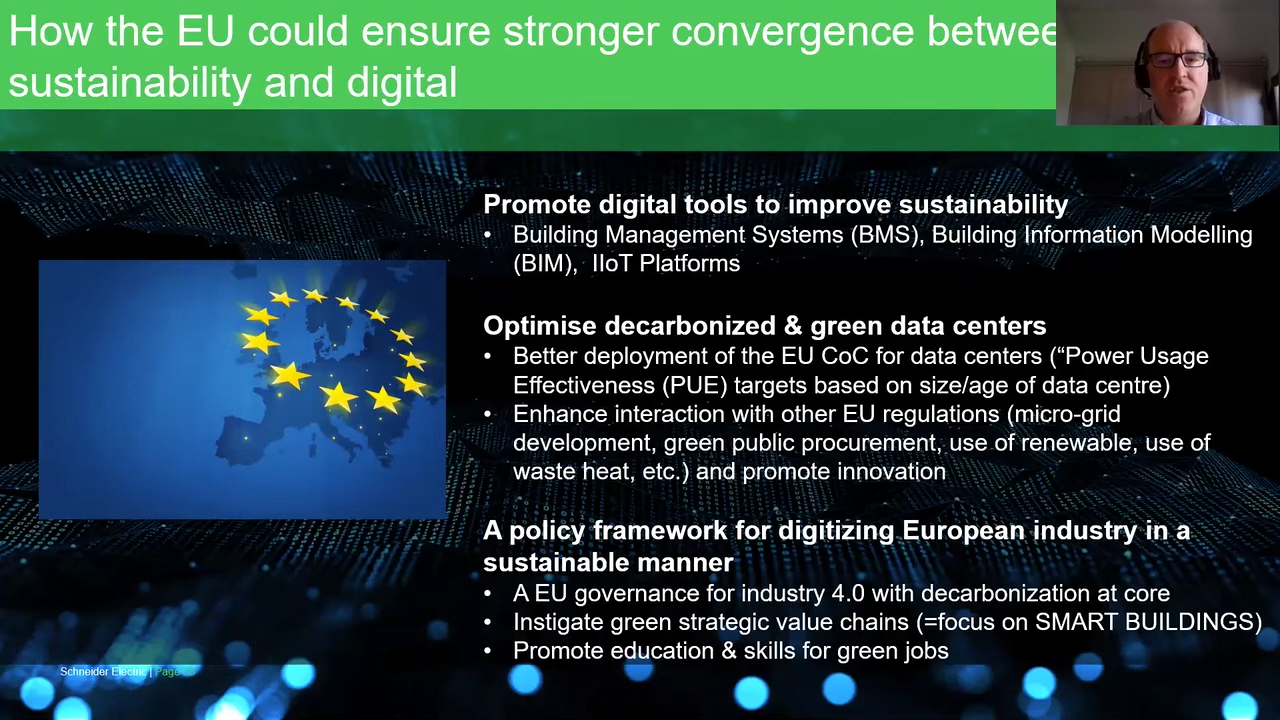 How the EU could ensure stronger convergence betwee
sustainability and digital
Promote digital tools to improve sustainability
• Building Management Systems (BMS), Building Information Modelling
(BIM), IIoT Platforms
Optimise decarbonized & green data centers
• Better deployment of the EU CoC for data centers (“Power Usage
Effectiveness (PUE) targets based on size/age of data centre)
• Enhance interaction with other EU regulations (micro-grid
development, green public procurement, use of renewable, use of
waste heat, etc.) and promote innovation
A policy framework for digitizing European industry in a
sustainable manner
• A EU governance for industry 4.0 with decarbonization at core
• Instigate green strategic value chains (=focus on SMART BUILDINGS)
• Promote education & skills for green jobs
Schneider Electric | Page